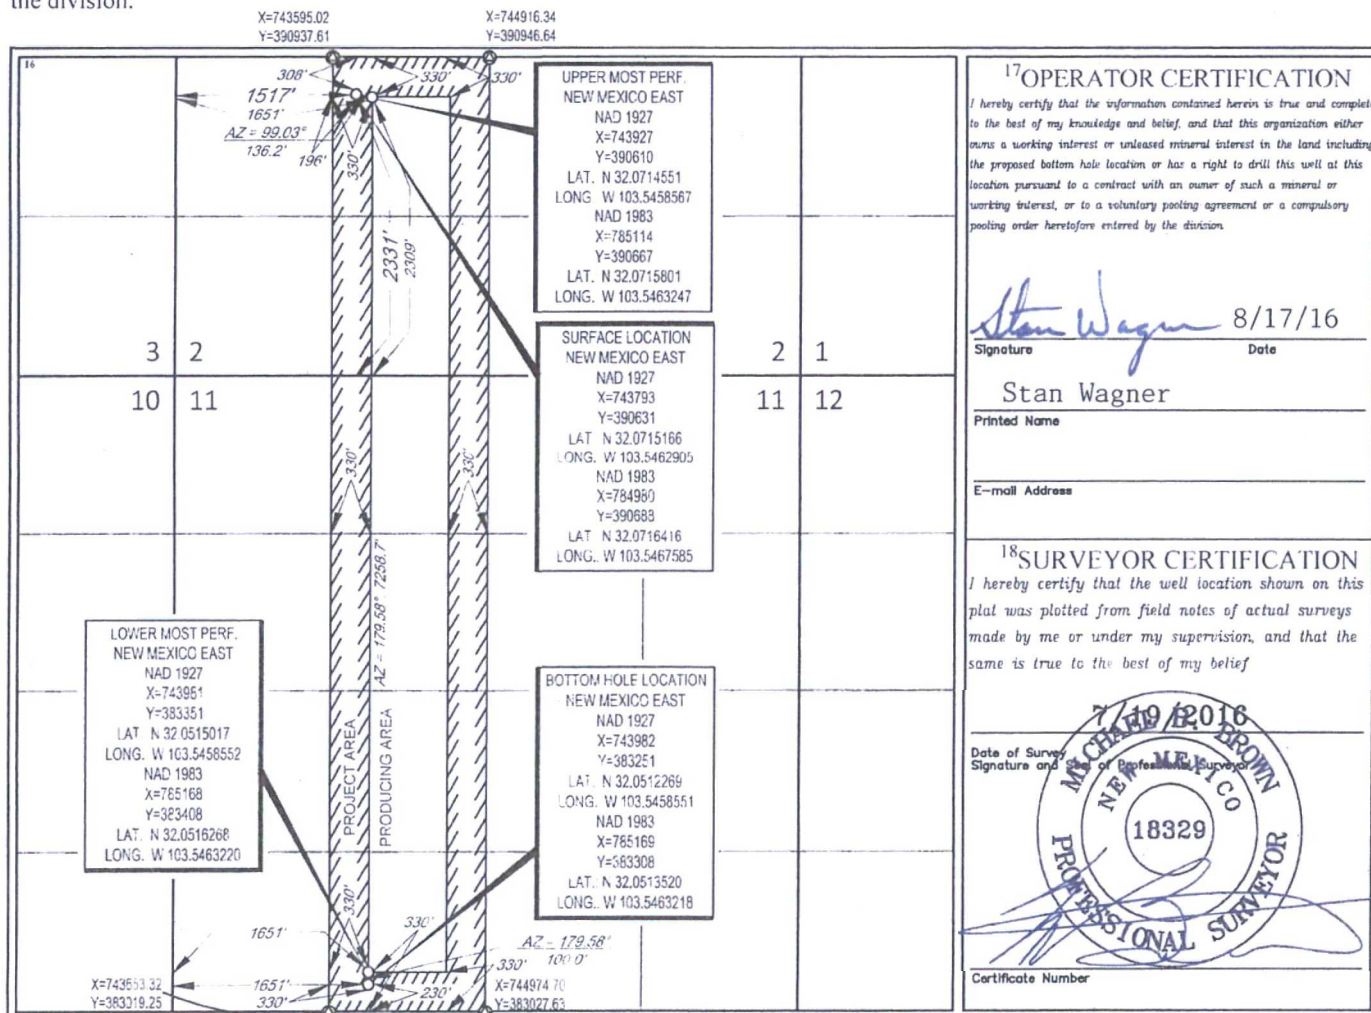 the division.
X=743595.02
Y=390937.61
X=744916.34
Y=390946.64
16
308'
330'
330'
1517'
1651'
AZ = 99.03°
136.2'
196'
330'
2331'
2309'
UPPER MOST PERF.
NEW MEXICO EAST
NAD 1927
X=743927
Y=390610
LAT. N 32.0714551
LONG. W 103.5458567
NAD 1983
X=785114
Y=390667
LAT. N 32.0715801
LONG. W 103.5463247
SURFACE LOCATION
NEW MEXICO EAST
NAD 1927
X=743793
Y=390631
LAT N 32.0715166
LONG. W 103.5462905
NAD 1983
X=784980
Y=390688
LAT N 32.0716416
LONG.. W 103.5467585
3 2
2 1
10 11
11 12
330'
330'
AZ = 179.58° 7258.7'
PROJECT AREA
PRODUCING AREA
LOWER MOST PERF.
NEW MEXICO EAST
NAD 1927
X=743981
Y=383351
LAT N 32.0515017
LONG. W 103.5458552
NAD 1983
X=785168
Y=383408
LAT. N 32.0516268
LONG. W 103.5463220
BOTTOM HOLE LOCATION
NEW MEXICO EAST
NAD 1927
X=743982
Y=383251
LAT. N 32.0512269
LONG. W 103.5458551
NAD 1983
X=785169
Y=383308
LAT.. N 32.0513520
LONG.. W 103.5463218
330'
1651'
330'
AZ = 179.58°
100.0'
330'
1651'
330'
230'
Y=383019.25
X=744974.70
Y=383027.63
17 OPERATOR CERTIFICATION
I hereby certify that the information contained herein is true and complete
to the best of my knowledge and belief, and that this organization either
owns a working interest or unleased mineral interest in the land including
the proposed bottom hole location or has a right to drill this well at this
location pursuant to a contract with an owner of such a mineral or
working interest, or to a voluntary pooling agreement or a compulsory
pooling order heretofore entered by the division
Stan Wagner 8/17/16
Signature Date
Stan Wagner
Printed Name
E-mail Address
18 SURVEYOR CERTIFICATION
I hereby certify that the well location shown on this
plat was plotted from field notes of actual surveys
made by me or under my supervision, and that the
same is true to the best of my belief
7/19/2016
Date of Survey
Signature and Seal of Professional Surveyor
MICHAEL B. BROWN
NEW MEXICO
18329
PROFESSIONAL SURVEYOR
Certificate Number